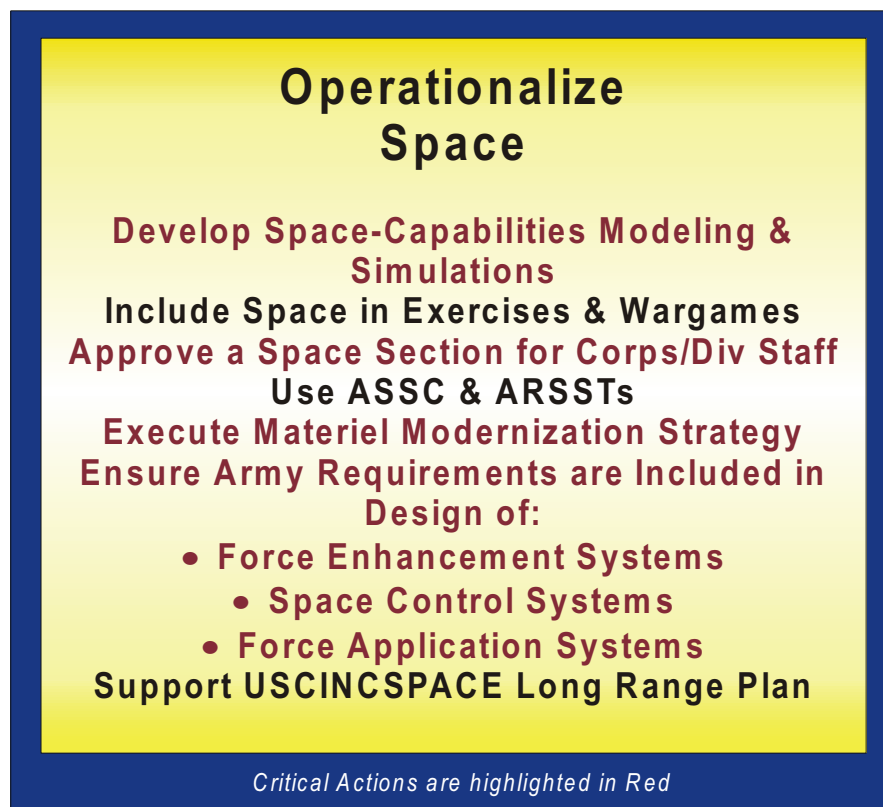 Operationalize
Space
Develop Space-Capabilities Modeling &
Simulations
Include Space in Exercises & Wargames
Approve a Space Section for Corps/Div Staff
Use ASSC & ARSSTs
Execute Materiel Modernization Strategy
Ensure Army Requirements are Included in
Design of:
• Force Enhancement Systems
• Space Control Systems
• Force Application Systems
Support USCINCSPACE Long Range Plan
Critical Actions are highlighted in Red